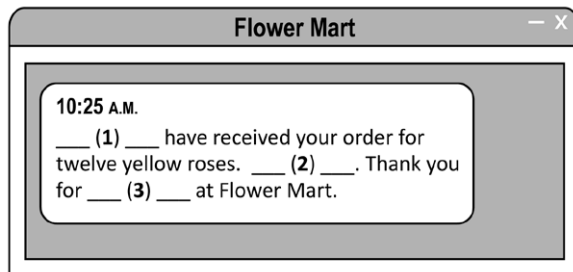 Flower Mart
– X
10:25 A.M.
___ (1) ___ have received your order for
twelve yellow roses. ___ (2) ___. Thank you
for ___ (3) ___ at Flower Mart.